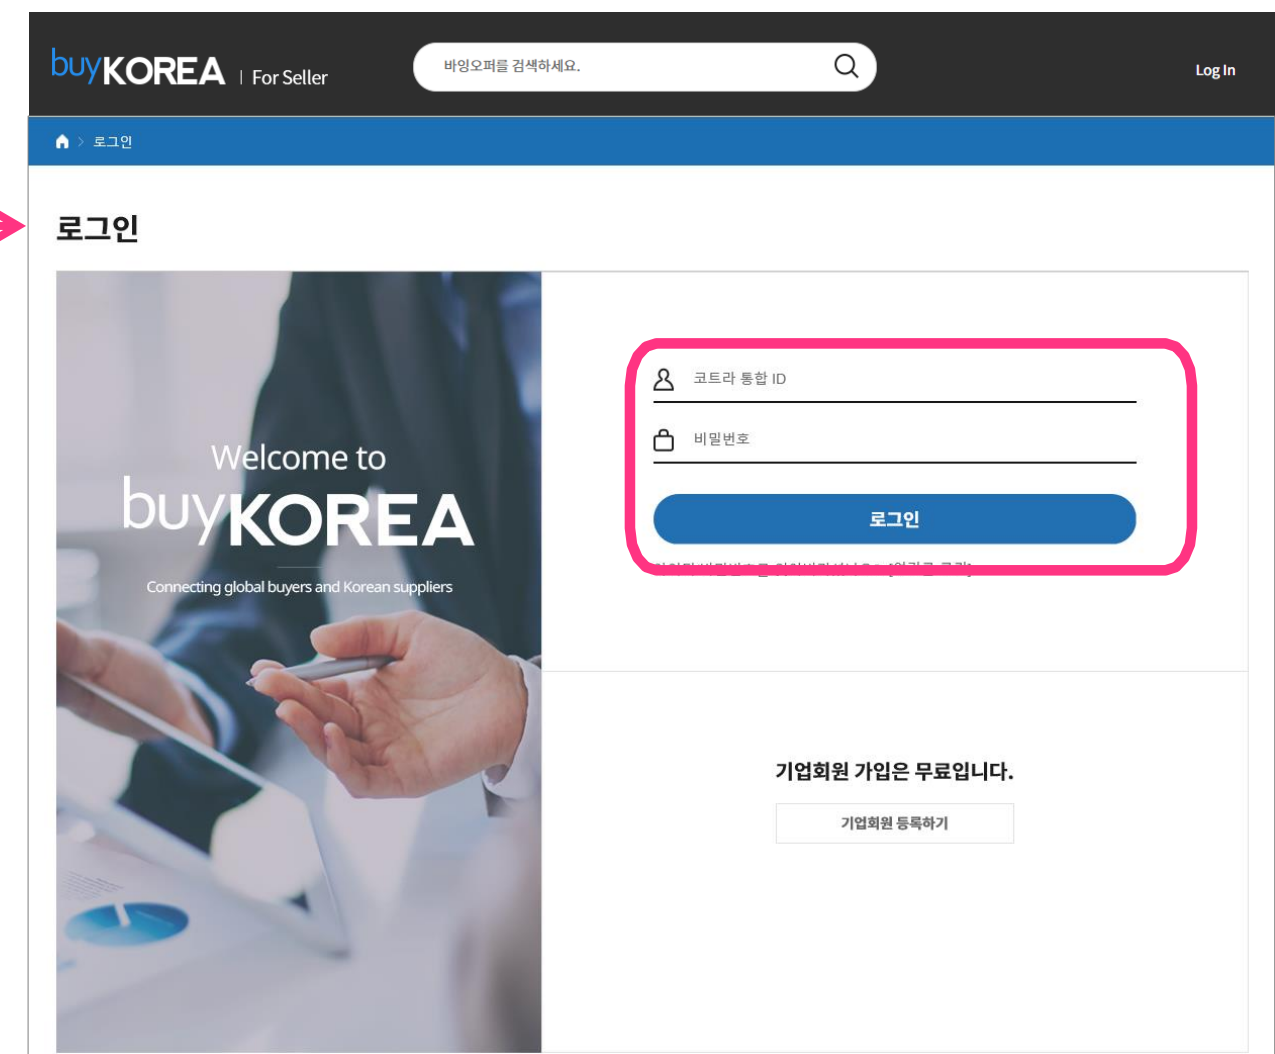 buyKOREA | For Seller
바잉오퍼를 검색하세요.
Log In
> 로그인
로그인
Welcome to
buyKOREA
Connecting global buyers and Korean suppliers
코트라 통합 ID
비밀번호
로그인
기업회원 가입은 무료입니다.
기업회원 등록하기